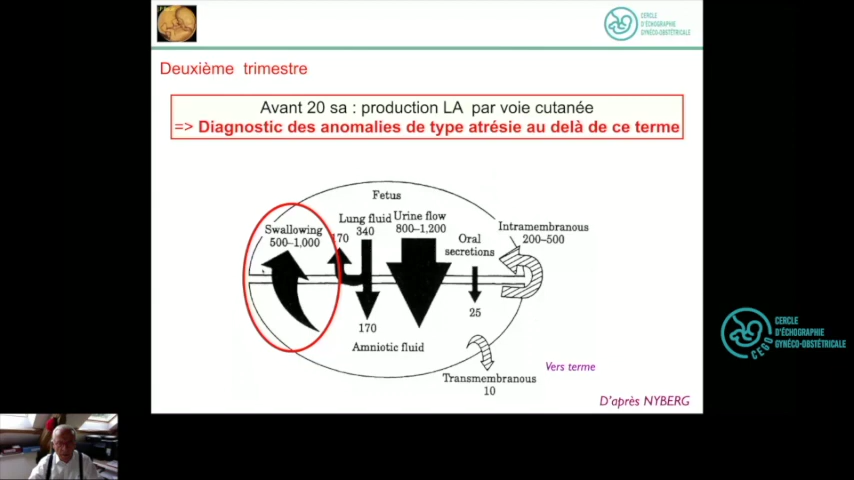 CERCLE
D'ÉCHOGRAPHIE
GYNÉCO-OBSTÉTRICALE
Deuxième trimestre
Avant 20 sa : production LA par voie cutanée
=> Diagnostic des anomalies de type atrésie au delà de ce terme
Fetus
Swallowing
500–1,000
170
Lung fluid
340
Urine flow
800–1,200
Oral
secretions
Intramembranous
200–500
170
25
Amniotic fluid
Transmembranous
10
Vers terme
D'après NYBERG
CERCLE
D'ÉCHOGRAPHIE
GYNÉCO-OBSTÉTRICALE
CEGO